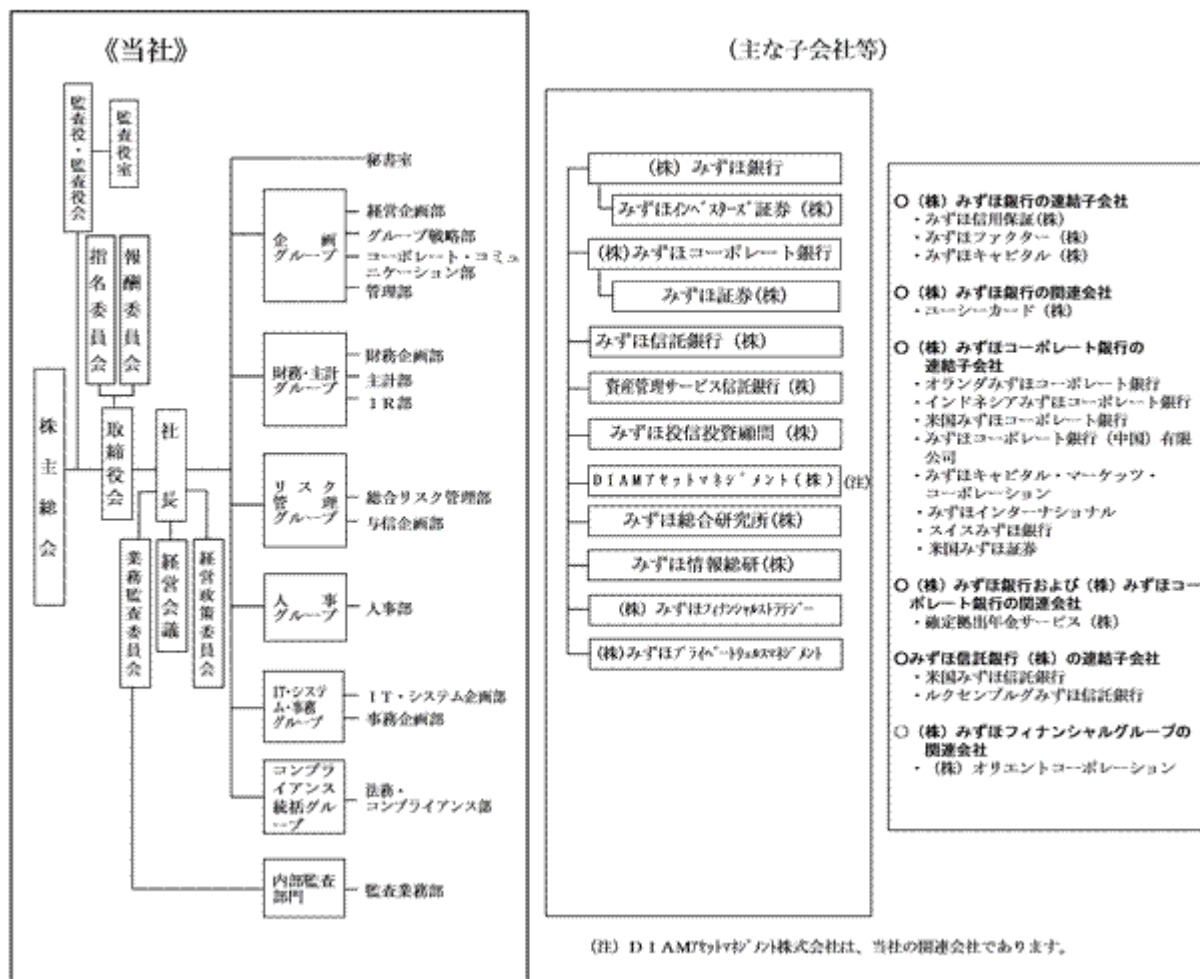 《当社》
監査役・監査役会
監査役室
指名委員会
報酬委員会
株主総会
取締役会
社長
業務監査委員会
経営会議
経営政策委員会
秘書室
企画
グループ
経営企画部
グループ戦略部
コーポレート・コミュ
ニケーション部
管理部
財務・主計
グループ
財務企画部
主計部
IR部
リスク
管理
グループ
総合リスク管理部
与信企画部
人事
グループ
人事部
IT・システ
ム・事務
グループ
IT・システム企画部
事務企画部
コンプラ
イアンス
統括グル
ープ
法務・
コンプライアンス部
内部監査
部門
監査業務部
(主な子会社等)
(株)みずほ銀行
みずほインベスターズ証券(株)
(株)みずほコーポレート銀行
みずほ証券(株)
みずほ信託銀行(株)
資産管理サービス信託銀行(株)
みずほ投信投資顧問(株)
DIAMアセットマネジメント(株)(注)
みずほ総合研究所(株)
みずほ情報総研(株)
(株)みずほフィナンシャルストラテジー
(株)みずほプライベートウェルスマネジメント
○(株)みずほ銀行の連結子会社
・みずほ信用保証(株)
・みずほファクター(株)
・みずほキャピタル(株)
○(株)みずほ銀行の関連会社
・ユーシーカード(株)
○(株)みずほコーポレート銀行の
連結子会社
・オランダみずほコーポレート銀行
・インドネシアみずほコーポレート銀行
・米国みずほコーポレート銀行
・みずほコーポレート銀行(中国)有限
公司
・みずほキャピタル・マーケッツ・
コーポレーション
・みずほインターナショナル
・スイスみずほ銀行
・米国みずほ証券
○(株)みずほ銀行および(株)みずほコー
ポレート銀行の関連会社
・確定拠出年金サービス(株)
○みずほ信託銀行(株)の連結子会社
・米国みずほ信託銀行
・ルクセンブルグみずほ信託銀行
○(株)みずほフィナンシャルグループの
関連会社
・(株)オリエントコーポレーション
(注)DIAMアセットマネジメント株式会社は、当社の関連会社であります。